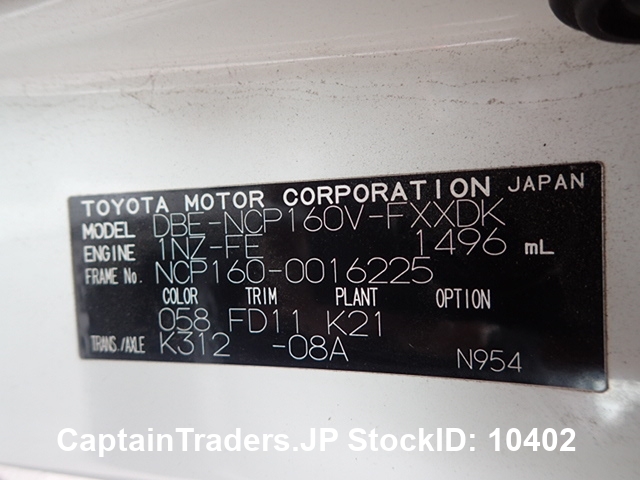 TOYOTA MOTOR CORPORATION JAPAN
MODEL DBE-NCP160V-FXXDK
ENGINE 1NZ-FE 1496 mL
FRAME No. NCP160-0016225
COLOR TRIM PLANT OPTION
058 FD11 K21
TRANS./AXLE K312 -08A N954
CaptainTraders.JP StockID: 10402